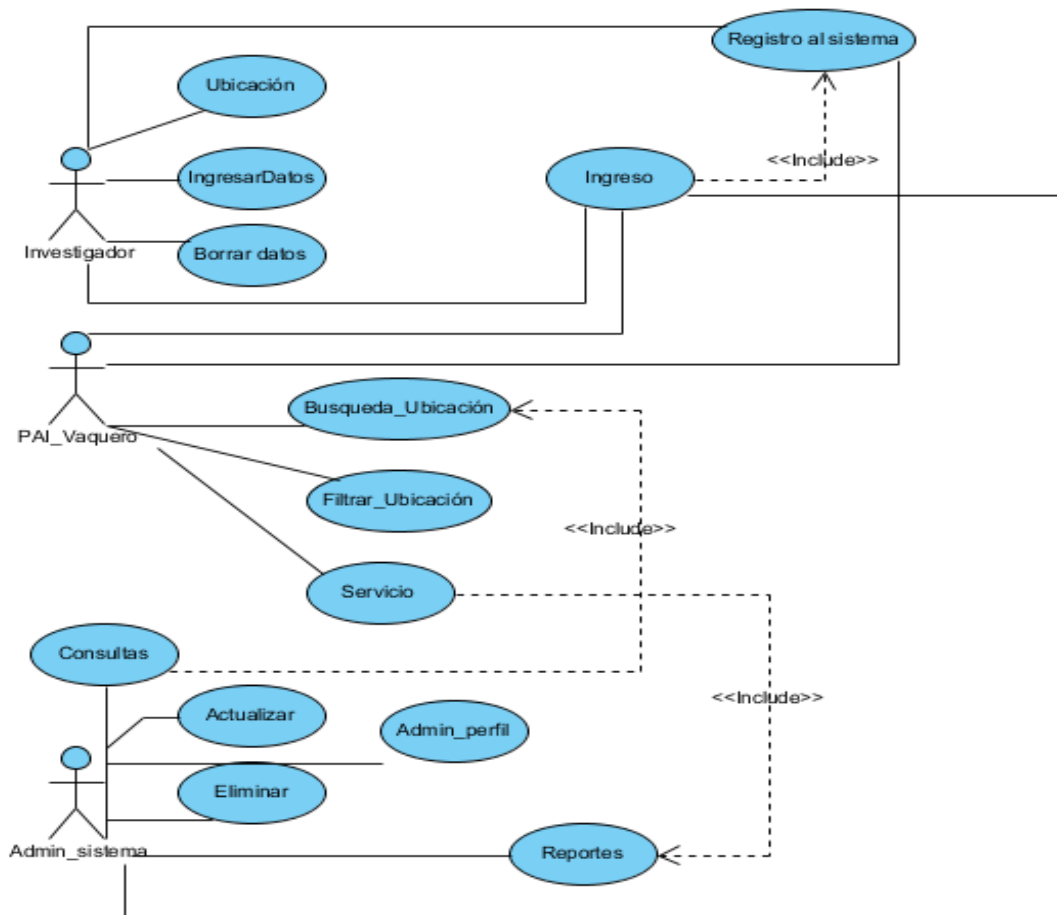 Registro al sistema
Ubicación
<<Include>>
IngresarDatos
Ingreso
Investigador
Borrar datos
Busqueda_Ubicación
PAI_Vaquero
Filtrar_Ubicación
<<Include>>
Servicio
Consultas
<<Include>>
Actualizar
Admin_perfil
Eliminar
Admin_sistema
Reportes